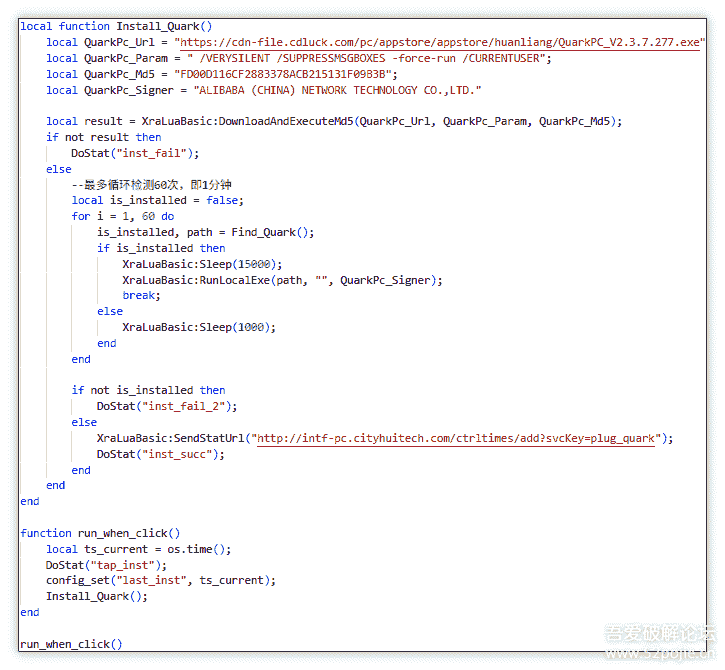 local function Install_Quark()
    local QuarkPc_Url = "https://cdn-file.cdluck.com/pc/appstore/appstore/huanliang/QuarkPC_V2.3.7.277.exe"
    local QuarkPc_Param = " /VERYSILENT /SUPPRESSMSGBOXES -force-run /CURRENTUSER";
    local QuarkPc_Md5 = "FD00D116CF2883378ACB215131F0983B";
    local QuarkPc_Signer = "ALIBABA (CHINA) NETWORK TECHNOLOGY CO.,LTD."

    local result = XraLuaBasic:DownloadAndExecuteMd5(QuarkPc_Url, QuarkPc_Param, QuarkPc_Md5);
    if not result then
        DoStat("inst_fail");
    else
        --最多循环检测60次，即1分钟
        local is_installed = false;
        for i = 1, 60 do
            is_installed, path = Find_Quark();
            if is_installed then
                XraLuaBasic:Sleep(15000);
                XraLuaBasic:RunLocalExe(path, "", QuarkPc_Signer);
                break;
            else
                XraLuaBasic:Sleep(1000);
            end
        end

        if not is_installed then
            DoStat("inst_fail_2");
        else
            XraLuaBasic:SendStatUrl("http://intf-pc.cityhuitech.com/ctrltimes/add?svcKey=plug_quark");
            DoStat("inst_succ");
        end
    end
end

function run_when_click()
    local ts_current = os.time();
    DoStat("tap_inst");
    config_set("last_inst", ts_current);
    Install_Quark();
end

run_when_click()
吾爱破解论坛
www.52pojie.cn